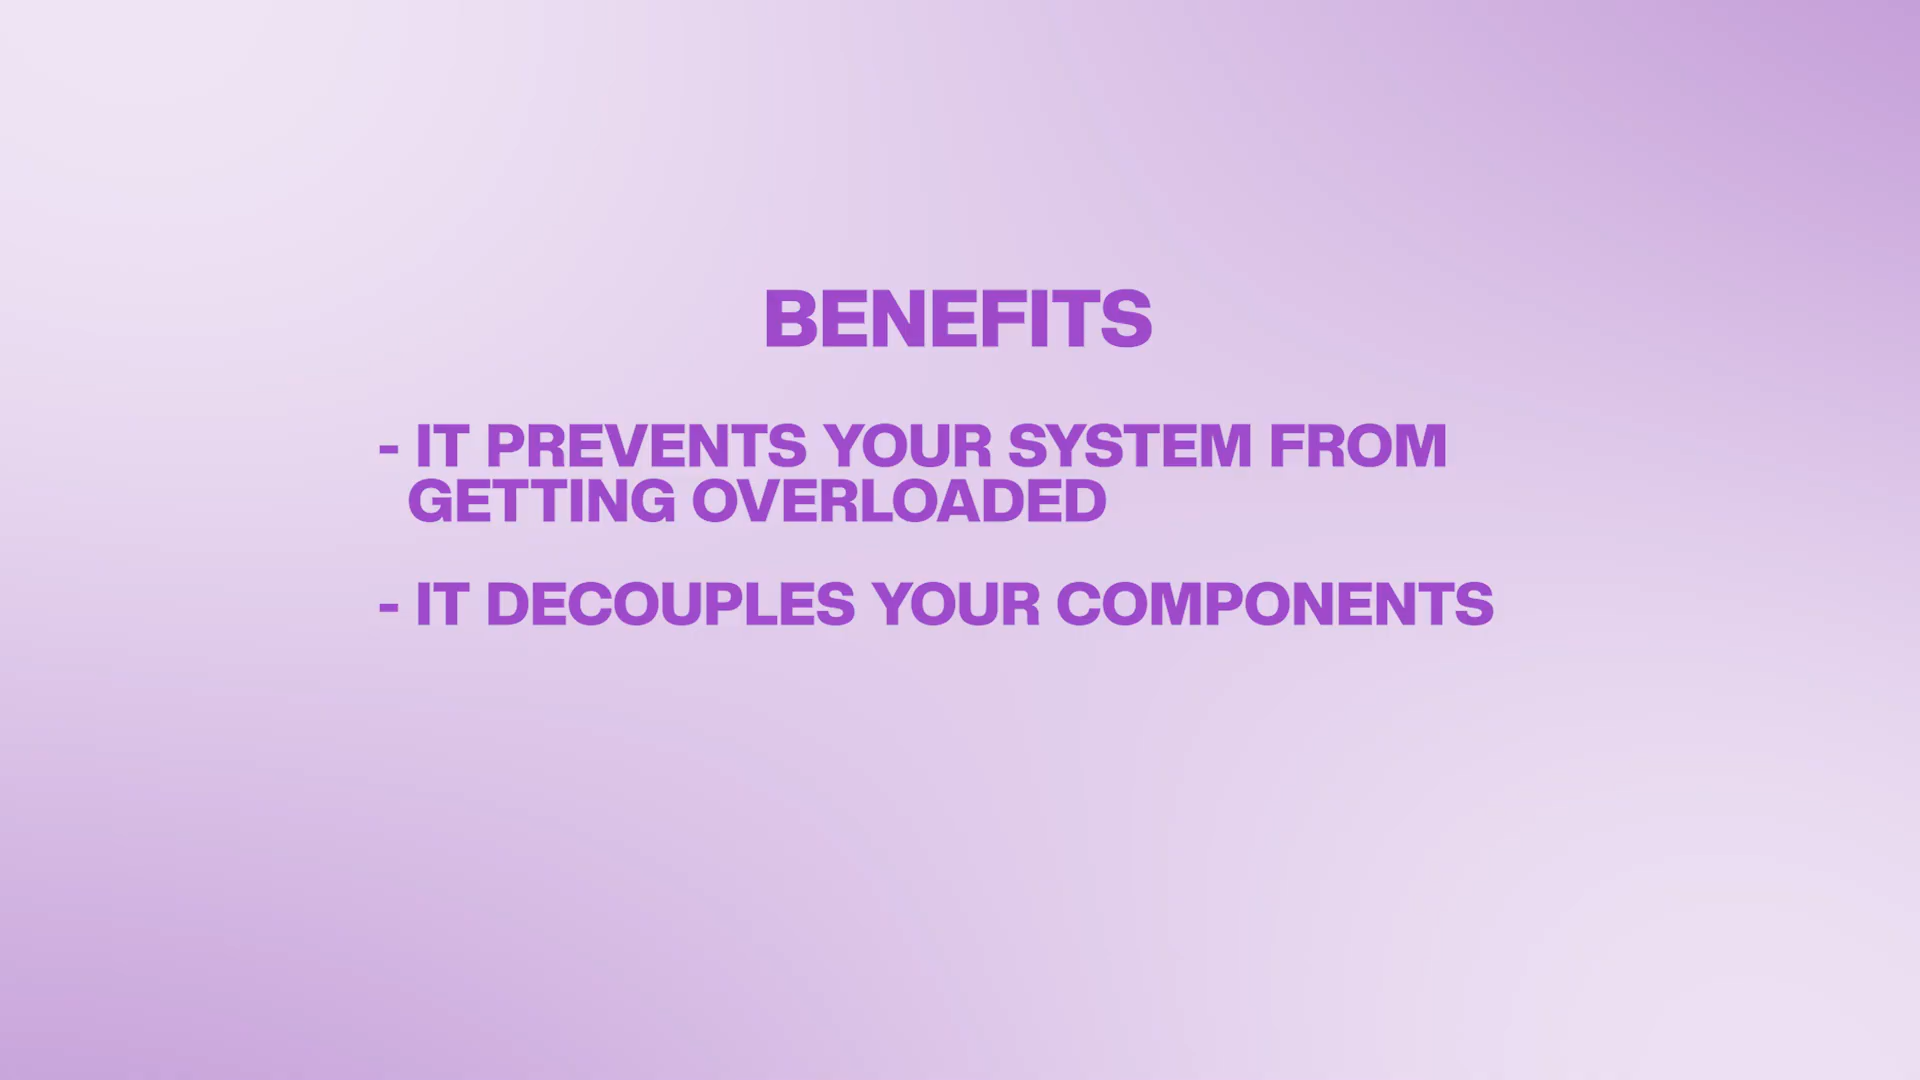 BENEFITS
- IT PREVENTS YOUR SYSTEM FROM
GETTING OVERLOADED
- IT DECOUPLES YOUR COMPONENTS